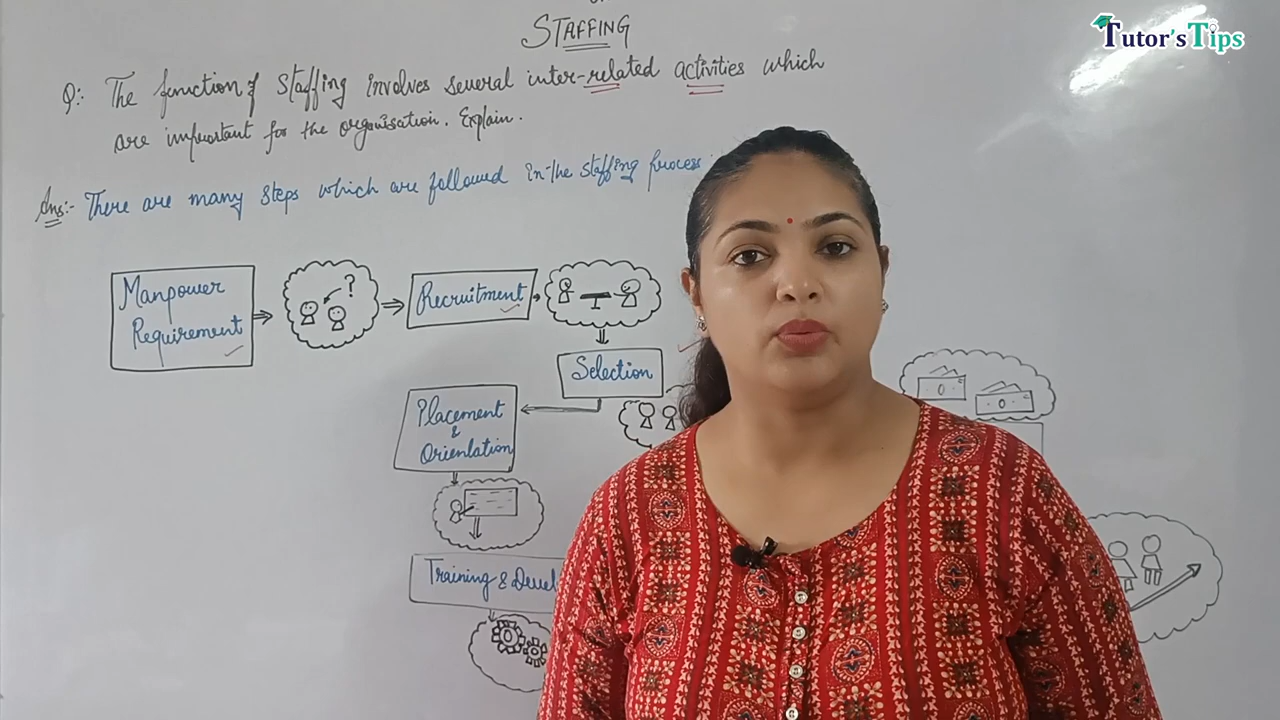 STAFFING
Tutor'sTips
Q:- The function of Staffing involves several inter-related activities which
are important for the organisation. Explain.
Ans:- There are many steps which are followed in the staffing process
Manpower
Requirement
?
Recruitment
Selection
Placement
&
Orientation
Training & Devel